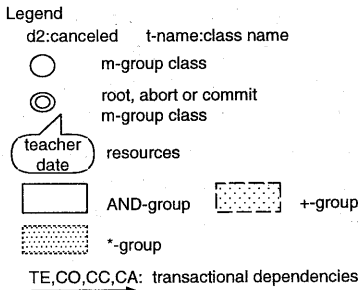 Legend
d2:canceled t-name:class name
m-group class
root, abort or commit
m-group class
teacher
date
resources
AND-group
+-group
*-group
TE,CO,CC,CA: transactional dependencies